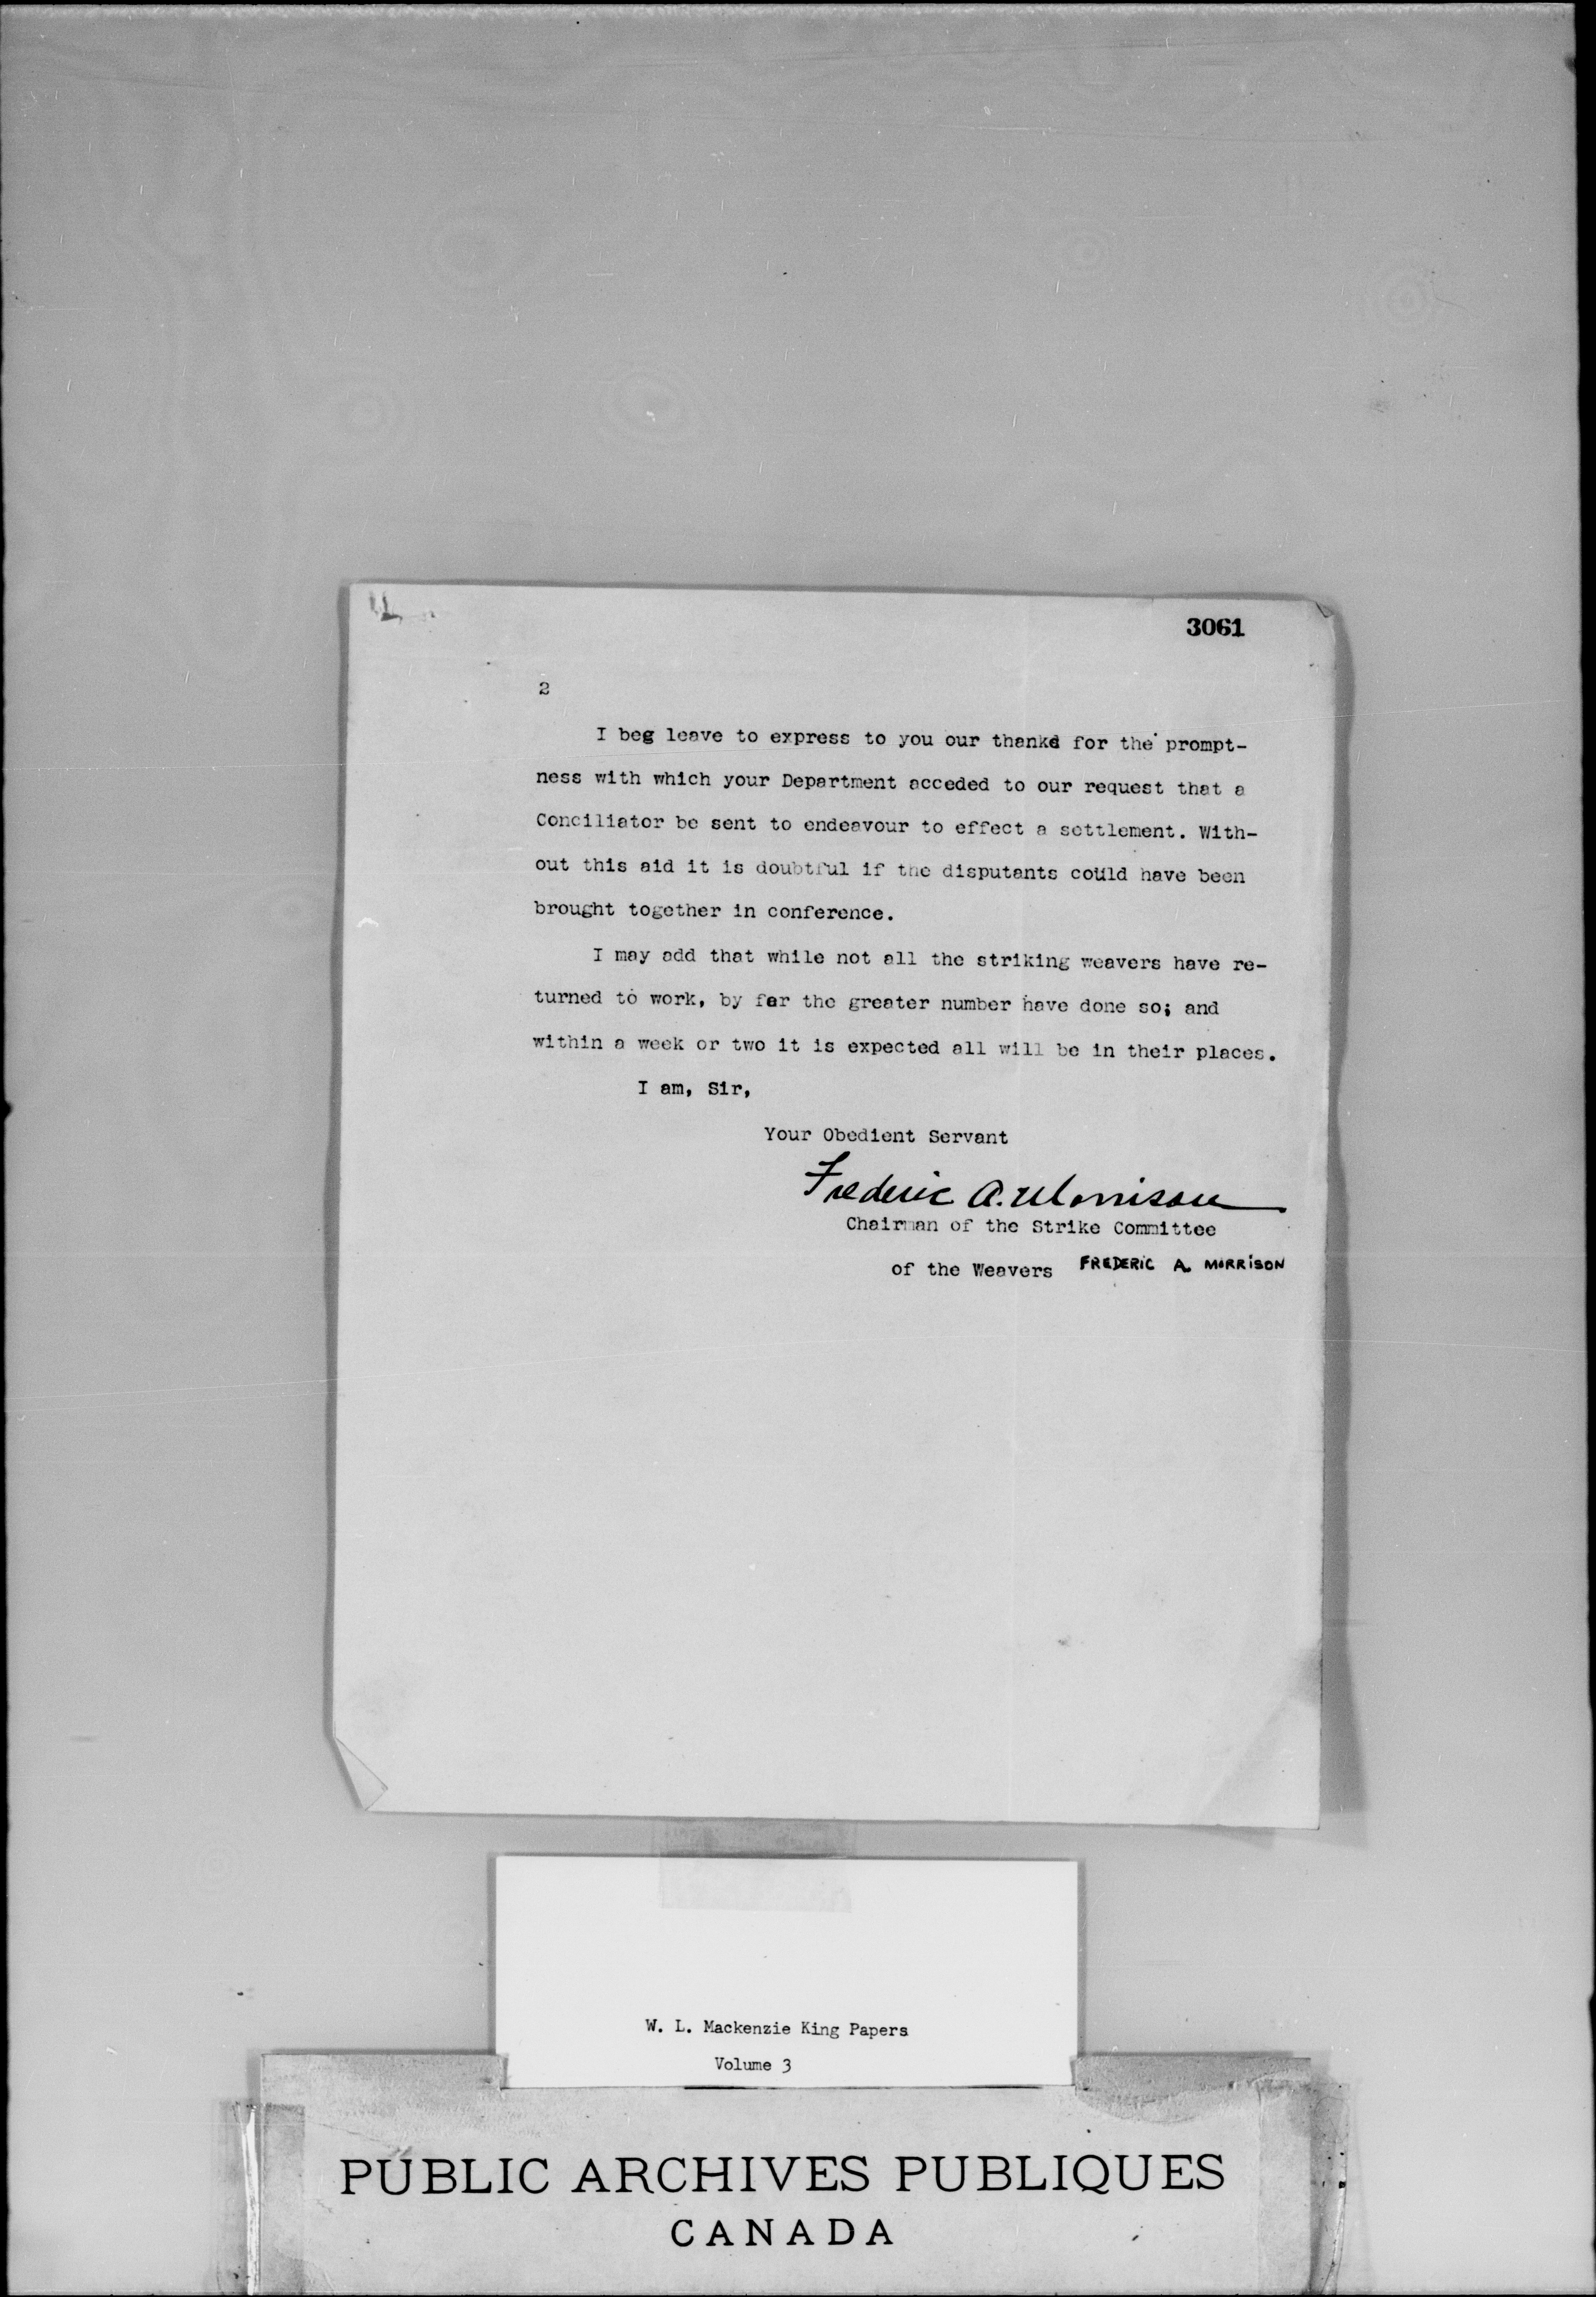 3061
2
I beg leave to express to you our thankd for the prompt-
ness with which your Department acceded to our request that a
Conciliator be sent to endeavour to effect a settlement. With-
out this aid it is doubtful if the disputants could have been
brought together in conference.
I may add that while not all the striking weavers have re-
turned to work, by far the greater number have done so; and
within a week or two it is expected all will be in their places.
I am, Sir,
Your Obedient Servant
Frederic A. Morrison
Chairman of the Strike Committee
of the Weavers FREDERIC A. MORRISON
W. L. Mackenzie King Papers
Volume 3
PUBLIC ARCHIVES PUBLIQUES
CANADA